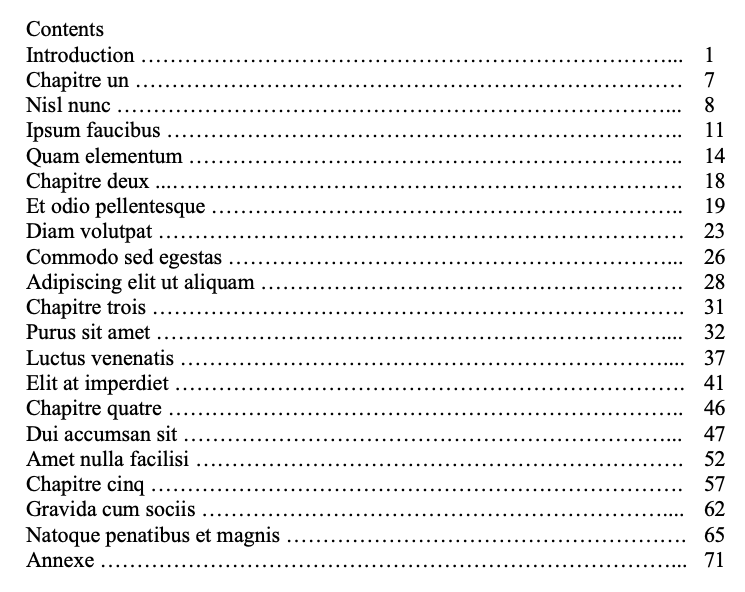 Contents
Introduction ……………………………………………………………….... 1
Chapitre un …………………………………………………………………. 7
Nisl nunc …………………………………………………………………... 8
Ipsum faucibus …………………………………………………………….. 11
Quam elementum ………………………………………………………….. 14
Chapitre deux ...……………………………………………………………. 18
Et odio pellentesque ……………………………………………………….. 19
Diam volutpat ……………………………………………………………… 23
Commodo sed egestas ……………………………………………………... 26
Adipiscing elit ut aliquam …………………………………………………. 28
Chapitre trois ………………………………………………………………. 31
Purus sit amet …………………………………………………………….... 32
Luctus venenatis ………………………………………………………….... 37
Elit at imperdiet ……………………………………………………………. 41
Chapitre quatre …………………………………………………………….. 46
Dui accumsan sit …………………………………………………………... 47
Amet nulla facilisi …………………………………………………………. 52
Chapitre cinq ………………………………………………………………. 57
Gravida cum sociis ……………………………………………………….... 62
Natoque penatibus et magnis ………………………………………………. 65
Annexe ……………………………………………………………………... 71